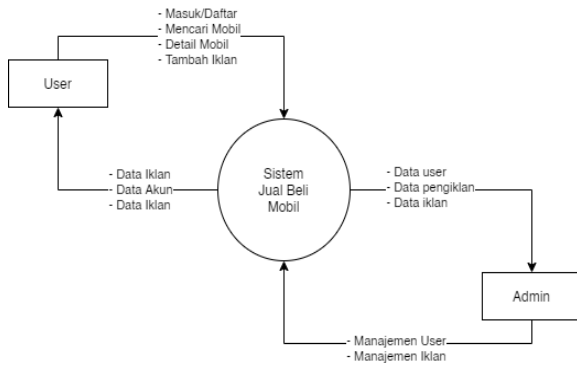 - Masuk/Daftar
- Mencari Mobil
- Detail Mobil
- Tambah Iklan
User
- Data Iklan
- Data Akun
- Data Iklan
Sistem
Jual Beli
Mobil
- Data user
- Data pengiklan
- Data iklan
Admin
- Manajemen User
- Manajemen Iklan